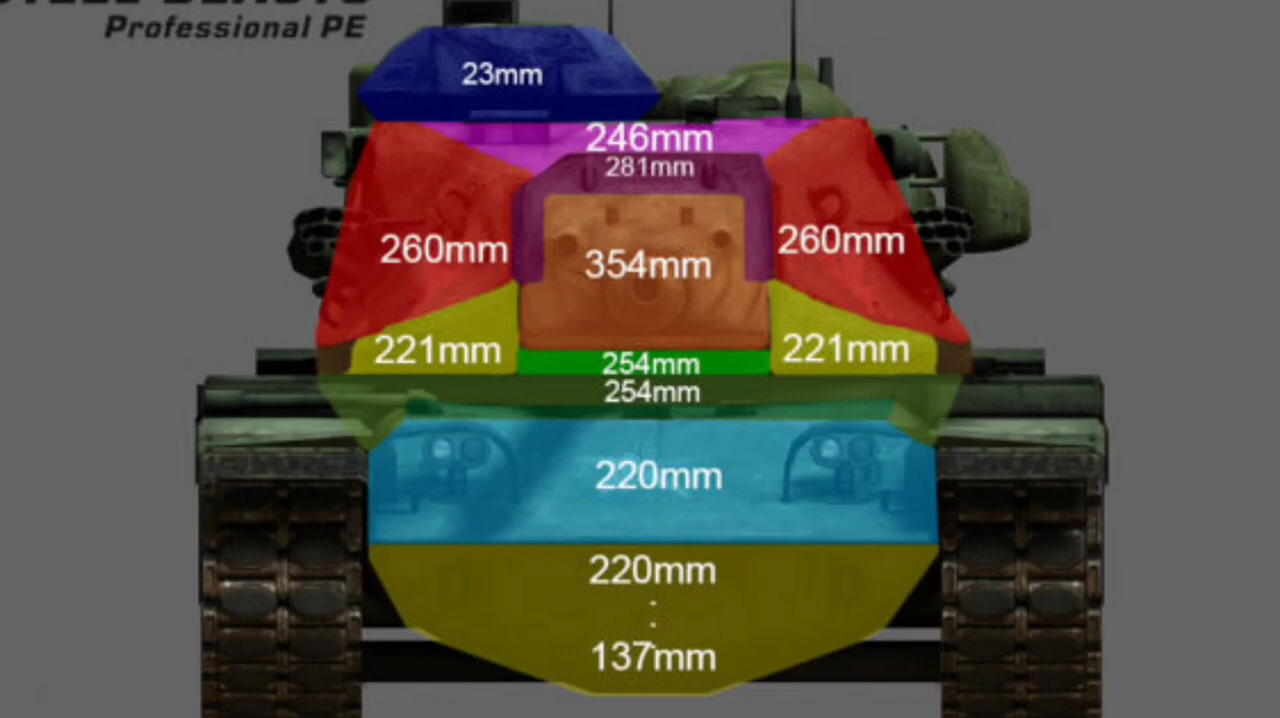 Professional PE
23mm
246mm
281mm
260mm
354mm
260mm
221mm
254mm
221mm
254mm
220mm
220mm
:
137mm